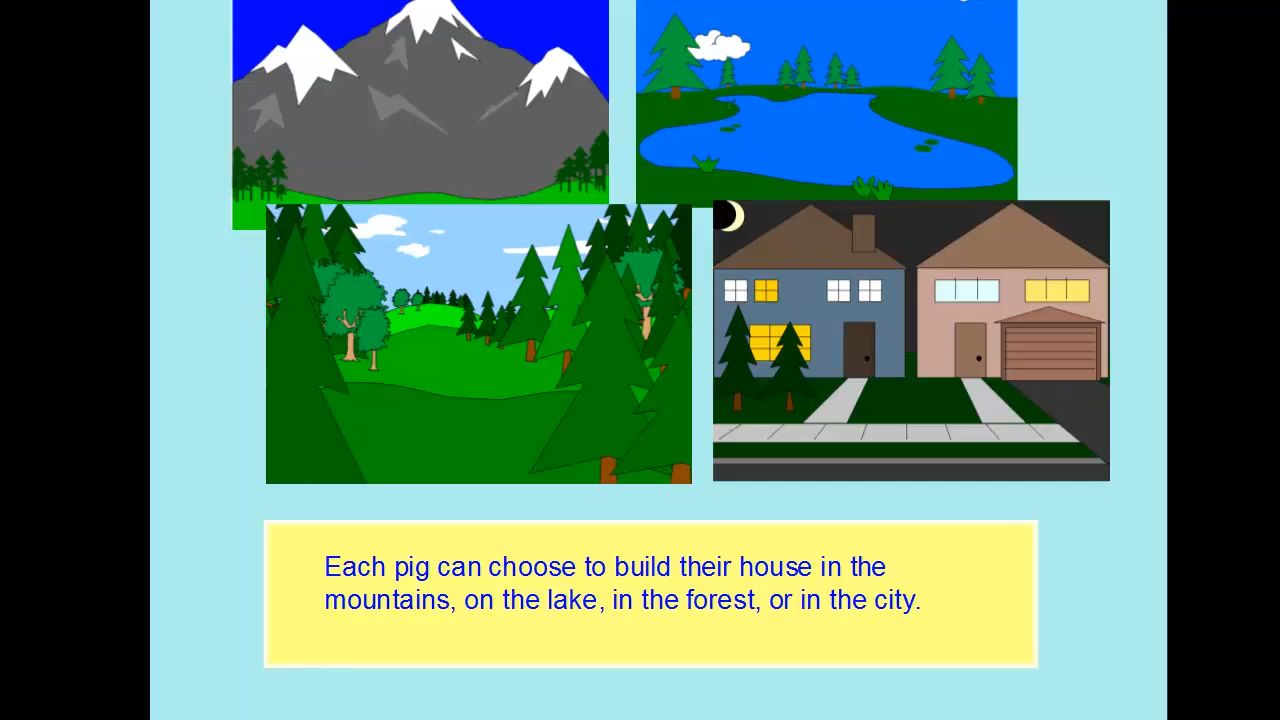 Each pig can choose to build their house in the
mountains, on the lake, in the forest, or in the city.